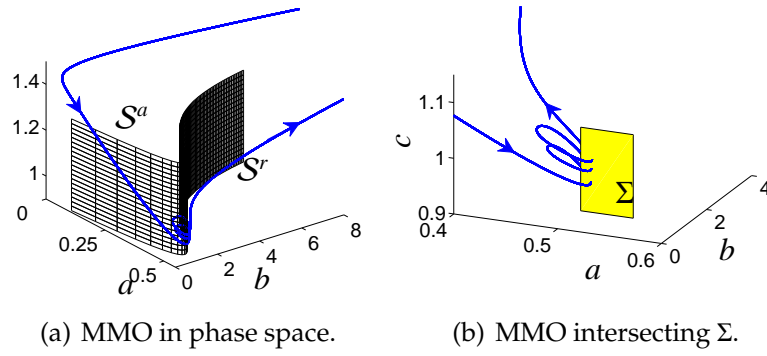 1.4
1.2
1
0
0.25
0.5
a
0
2
4
6
8
b
S^a
S^r
1.1
1
0.9
c
0.4
0.5
0.6
a
0
2
4
b
Σ
(a) MMO in phase space.
(b) MMO intersecting Σ.